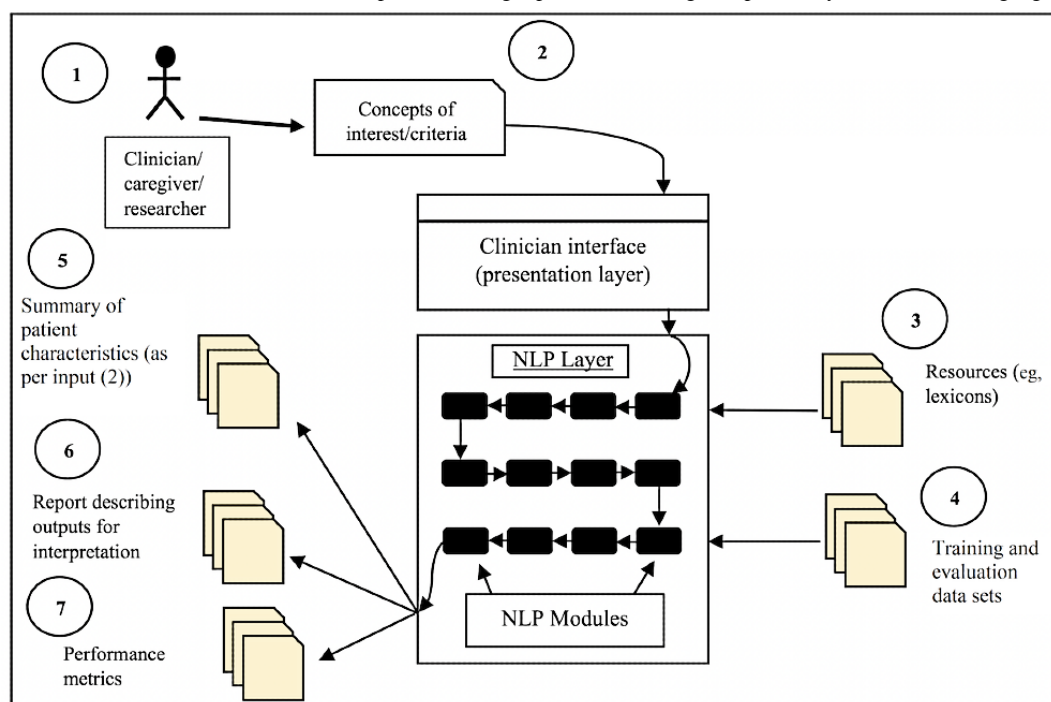 1
2
Concepts of
interest/criteria
Clinician/
caregiver/
researcher
Clinician interface
(presentation layer)
5
Summary of
patient
characteristics (as
per input (2))
3
Resources (eg,
lexicons)
NLP Layer
6
Report describing
outputs for
interpretation
4
Training and
evaluation
data sets
7
Performance
metrics
NLP Modules